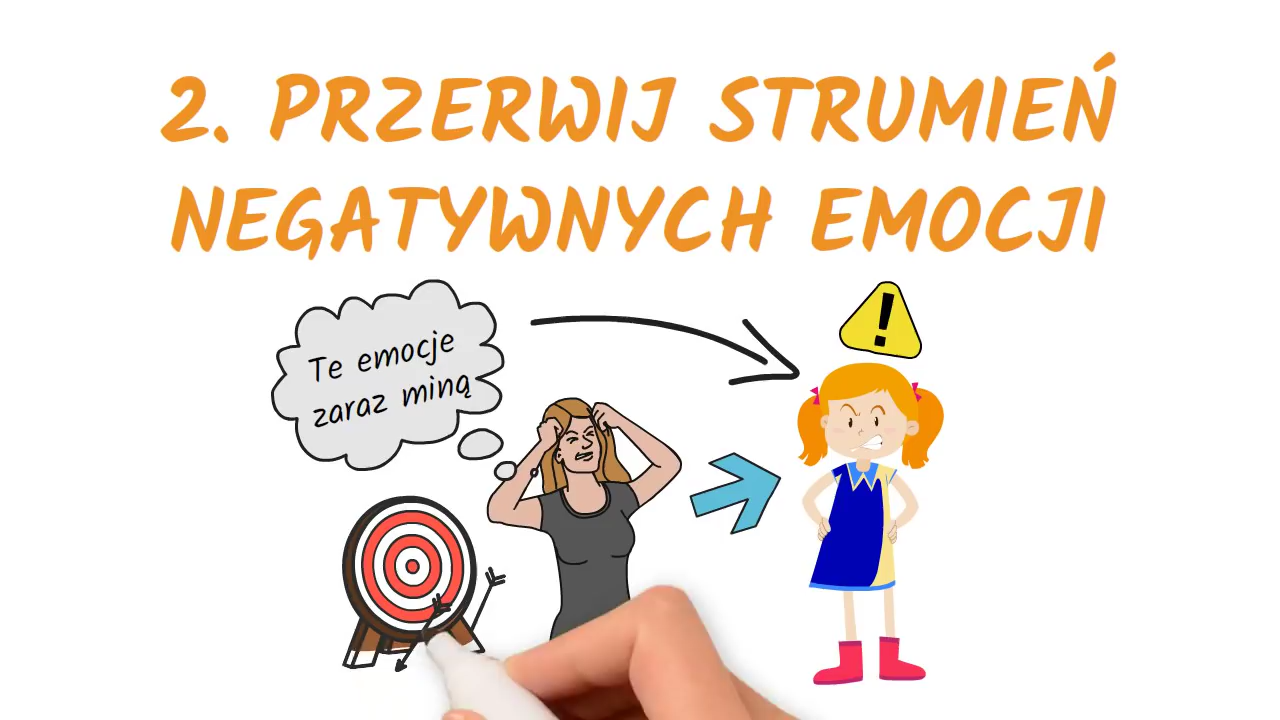 2. PRZERWIJ STRUMIEŃ
NEGATYWNYCH EMOCJI
Te emocje
zaraz miną